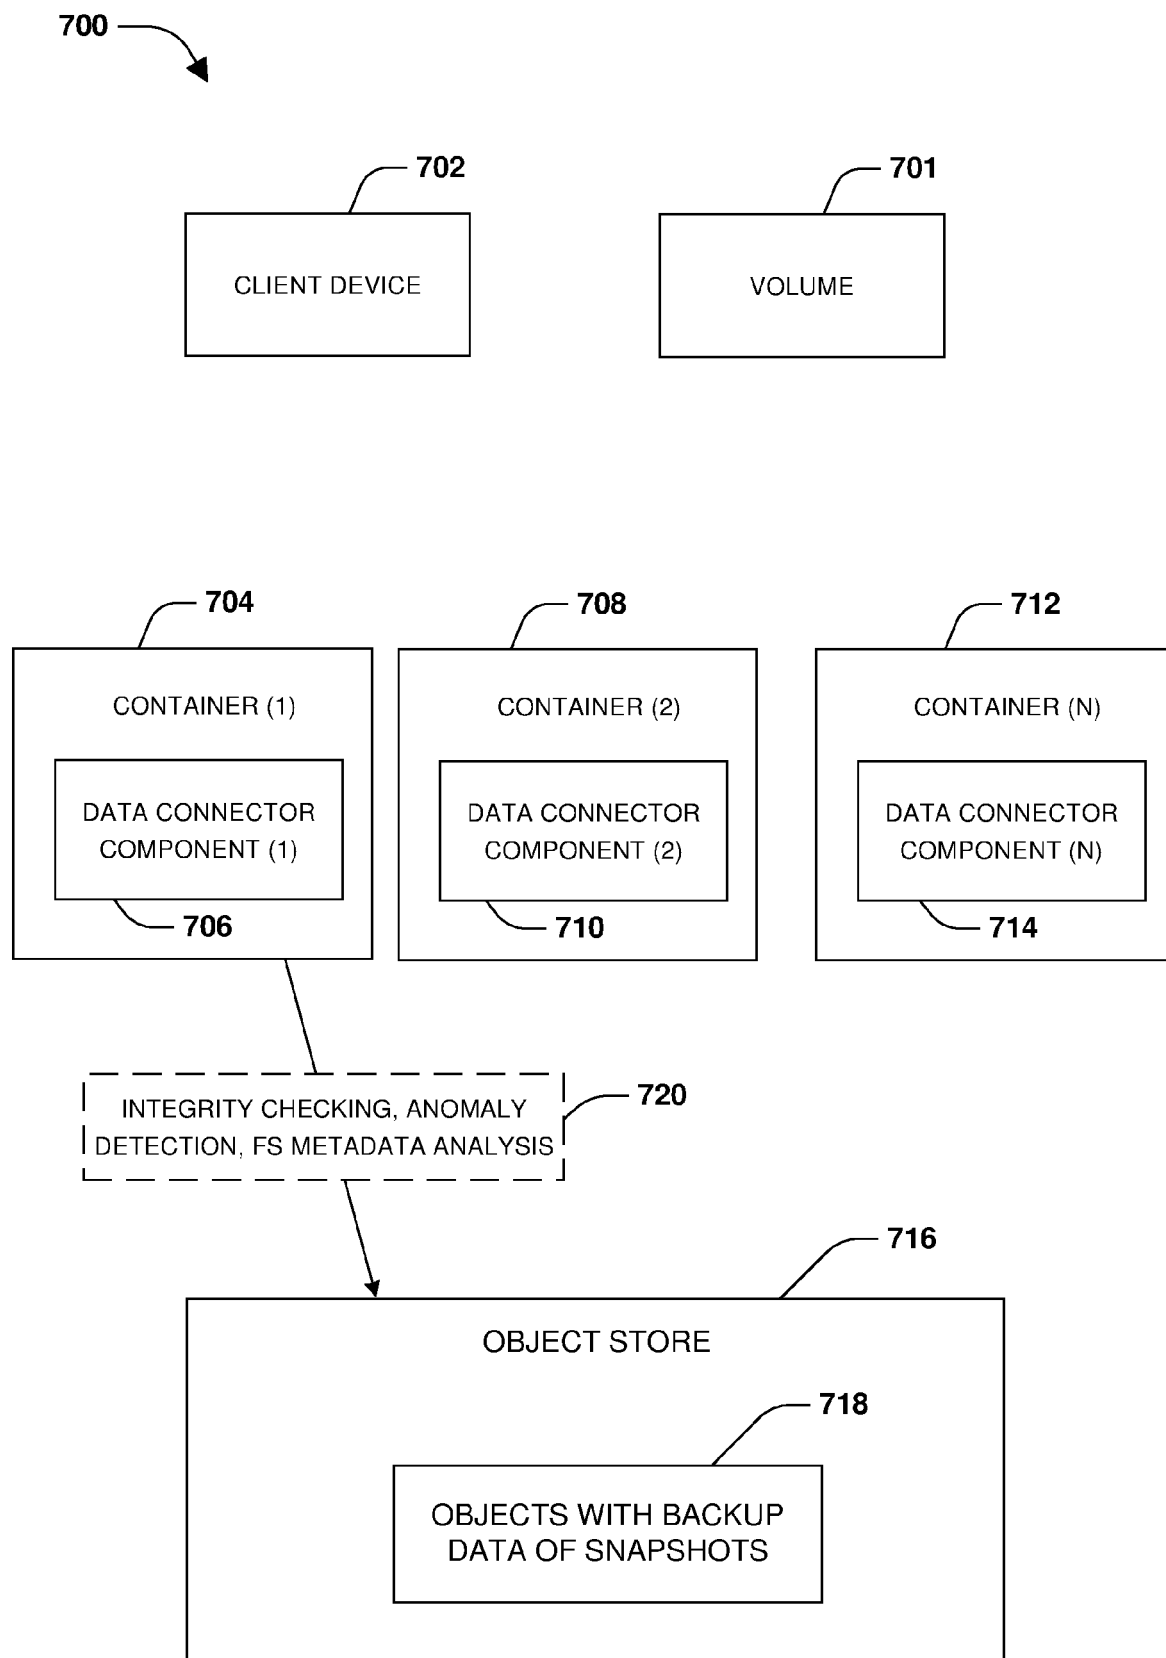 700
702
701
CLIENT DEVICE
VOLUME
704
708
712
CONTAINER (1)
CONTAINER (2)
CONTAINER (N)
DATA CONNECTOR
COMPONENT (1)
DATA CONNECTOR
COMPONENT (2)
DATA CONNECTOR
COMPONENT (N)
706
710
714
INTEGRITY CHECKING, ANOMALY
DETECTION, FS METADATA ANALYSIS
720
716
OBJECT STORE
718
OBJECTS WITH BACKUP
DATA OF SNAPSHOTS